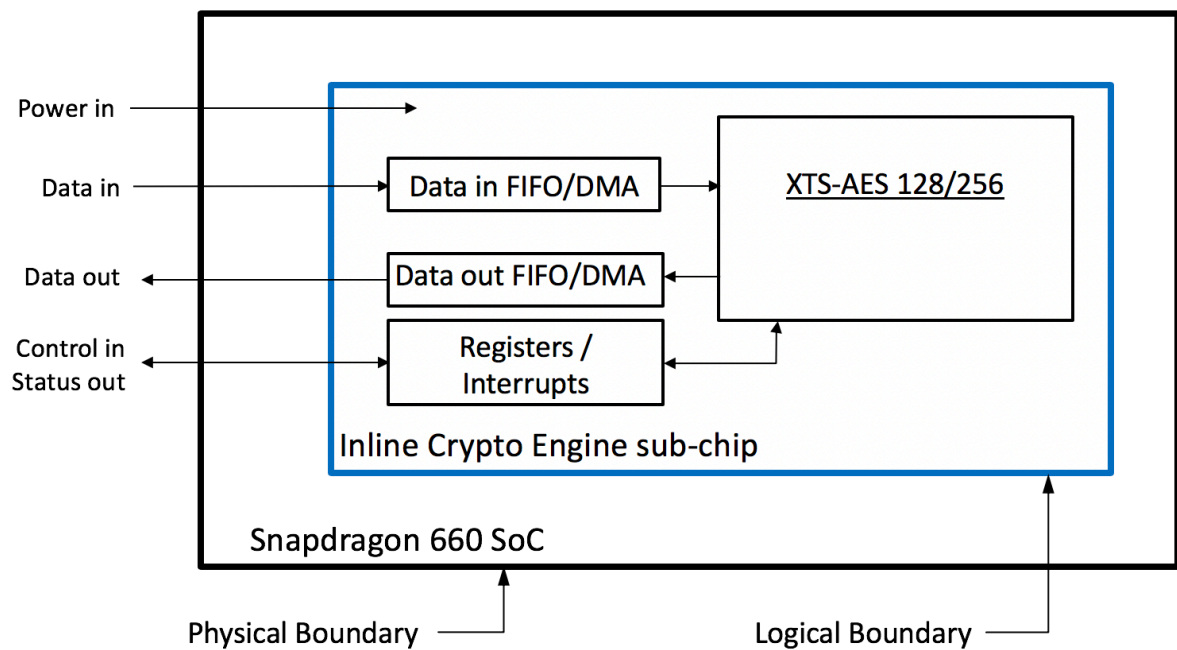 Power in
Data in
Data in FIFO/DMA
XTS-AES 128/256
Data out
Data out FIFO/DMA
Control in
Status out
Registers /
Interrupts
Inline Crypto Engine sub-chip
Snapdragon 660 SoC
Physical Boundary
Logical Boundary